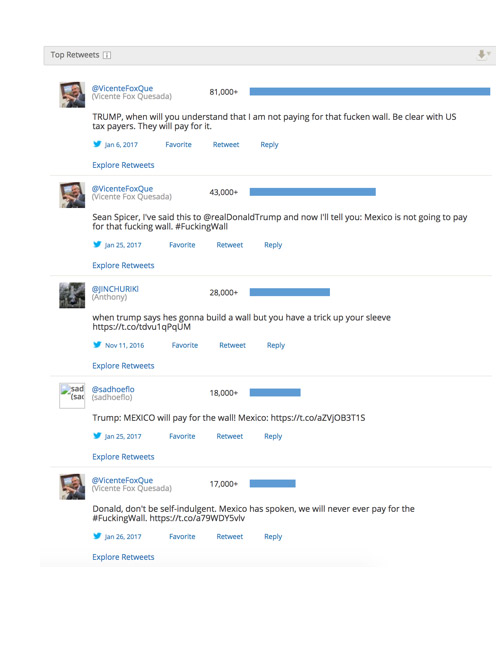 Top Retweets i
@VicenteFoxQue
(Vicente Fox Quesada)
81,000+
TRUMP, when will you understand that I am not paying for that fucken wall. Be clear with US
tax payers. They will pay for it.
Jan 6, 2017 Favorite Retweet Reply
Explore Retweets
@VicenteFoxQue
(Vicente Fox Quesada)
43,000+
Sean Spicer, I've said this to @realDonaldTrump and now I'll tell you: Mexico is not going to pay
for that fucking wall. #FuckingWall
Jan 25, 2017 Favorite Retweet Reply
Explore Retweets
@JINCHURIKI
(Anthony)
28,000+
when trump says hes gonna build a wall but you have a trick up your sleeve
https://t.co/tdvu1qPqUM
Nov 11, 2016 Favorite Retweet Reply
Explore Retweets
sad
(sac
@sadhoeflo
(sadhoeflo)
18,000+
Trump: MEXICO will pay for the wall! Mexico: https://t.co/aZVjOB3T1S
Jan 25, 2017 Favorite Retweet Reply
Explore Retweets
@VicenteFoxQue
(Vicente Fox Quesada)
17,000+
Donald, don't be self-indulgent. Mexico has spoken, we will never ever pay for the
#FuckingWall. https://t.co/a79WDY5vIv
Jan 26, 2017 Favorite Retweet Reply
Explore Retweets